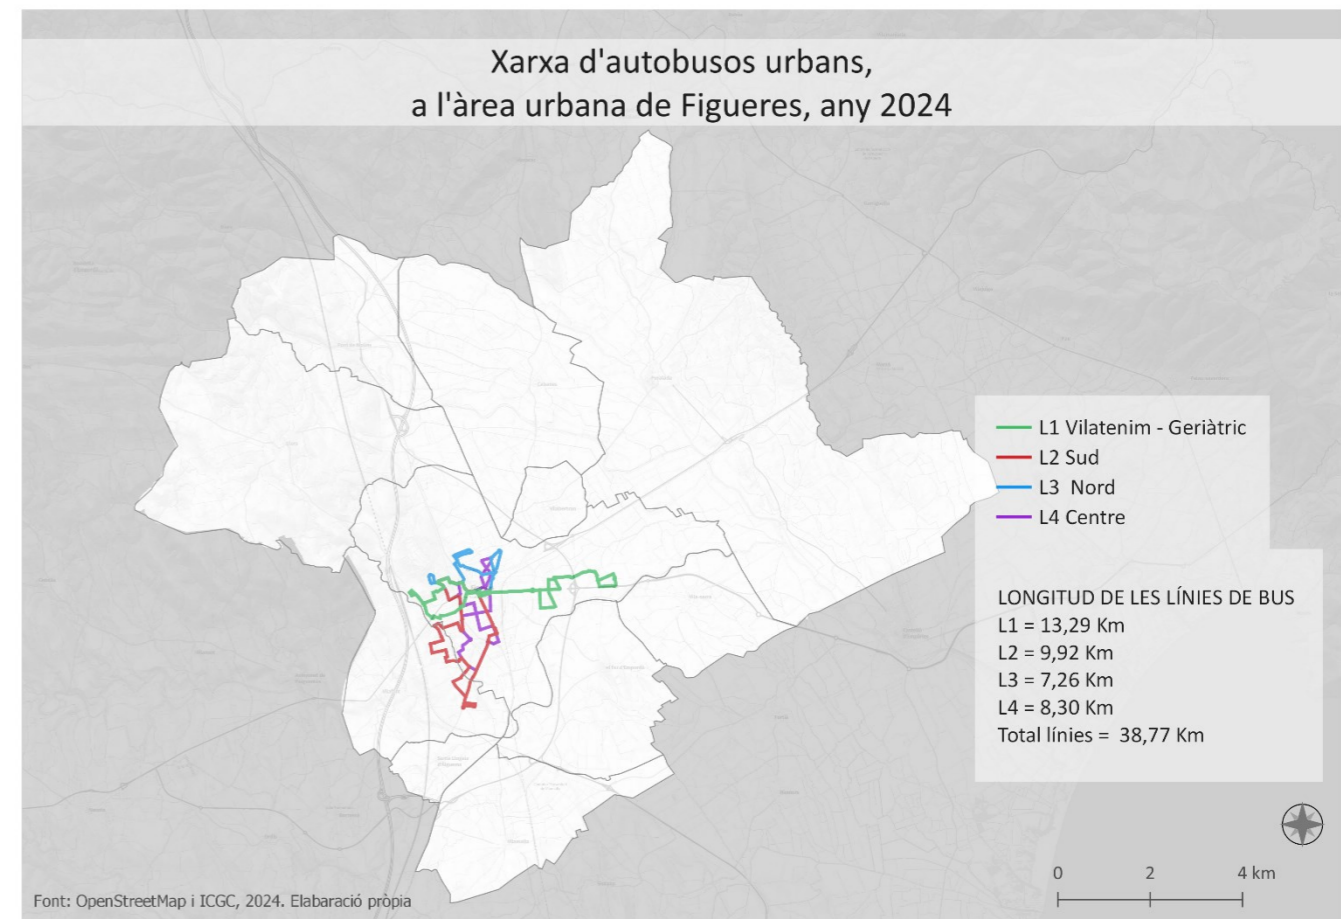 Xarxa d'autobusos urbans,
a l'àrea urbana de Figueres, any 2024
L1 Vilatenim - Geriàtric
L2 Sud
L3 Nord
L4 Centre
LONGITUD DE LES LÍNIES DE BUS
L1 = 13,29 Km
L2 = 9,92 Km
L3 = 7,26 Km
L4 = 8,30 Km
Total línies = 38,77 Km
0 2 4 km
Font: OpenStreetMap i ICGC, 2024. Elabaració pròpia